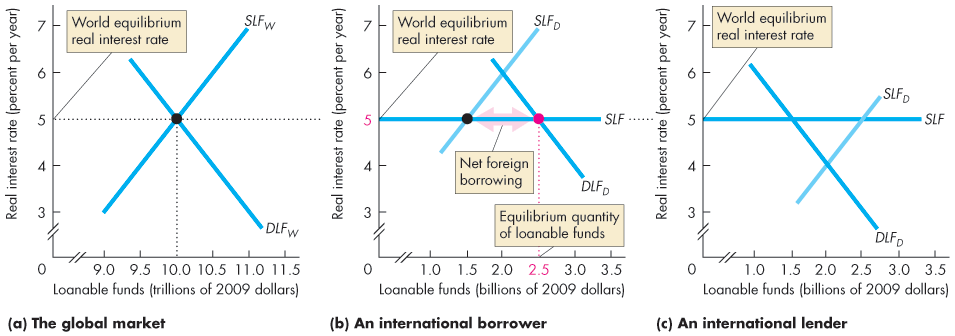 Real interest rate (percent per year)
7
6
5
4
3
0
World equilibrium
real interest rate
SLFW
DLFW
9.0 9.5 10.0 10.5 11.0 11.5
Loanable funds (trillions of 2009 dollars)
(a) The global market
Real interest rate (percent per year)
7
6
5
4
3
0
World equilibrium
real interest rate
SLFD
SLF
Net foreign
borrowing
DLFD
Equilibrium quantity
of loanable funds
1.0 1.5 2.0 2.5 3.0 3.5
Loanable funds (billions of 2009 dollars)
(b) An international borrower
Real interest rate (percent per year)
7
6
5
4
3
0
World equilibrium
real interest rate
SLFD
SLF
DLFD
1.0 1.5 2.0 2.5 3.0 3.5
Loanable funds (billions of 2009 dollars)
(c) An international lender